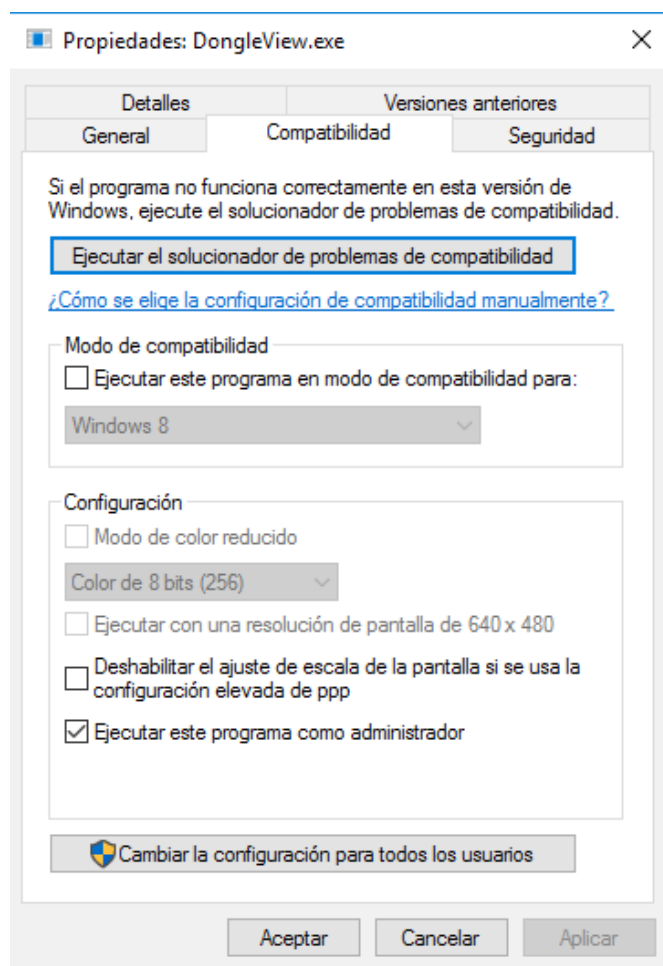 Propiedades: DongleView.exe
Detalles
Versiones anteriores
General
Compatibilidad
Seguridad
Si el programa no funciona correctamente en esta versión de
Windows, ejecute el solucionador de problemas de compatibilidad.
Ejecutar el solucionador de problemas de compatibilidad
¿Cómo se elige la configuración de compatibilidad manualmente?
Modo de compatibilidad
Ejecutar este programa en modo de compatibilidad para:
Windows 8
Configuración
Modo de color reducido
Color de 8 bits (256)
Ejecutar con una resolución de pantalla de 640 x 480
Deshabilitar el ajuste de escala de la pantalla si se usa la
configuración elevada de ppp
Ejecutar este programa como administrador
Cambiar la configuración para todos los usuarios
Aceptar
Cancelar
Aplicar